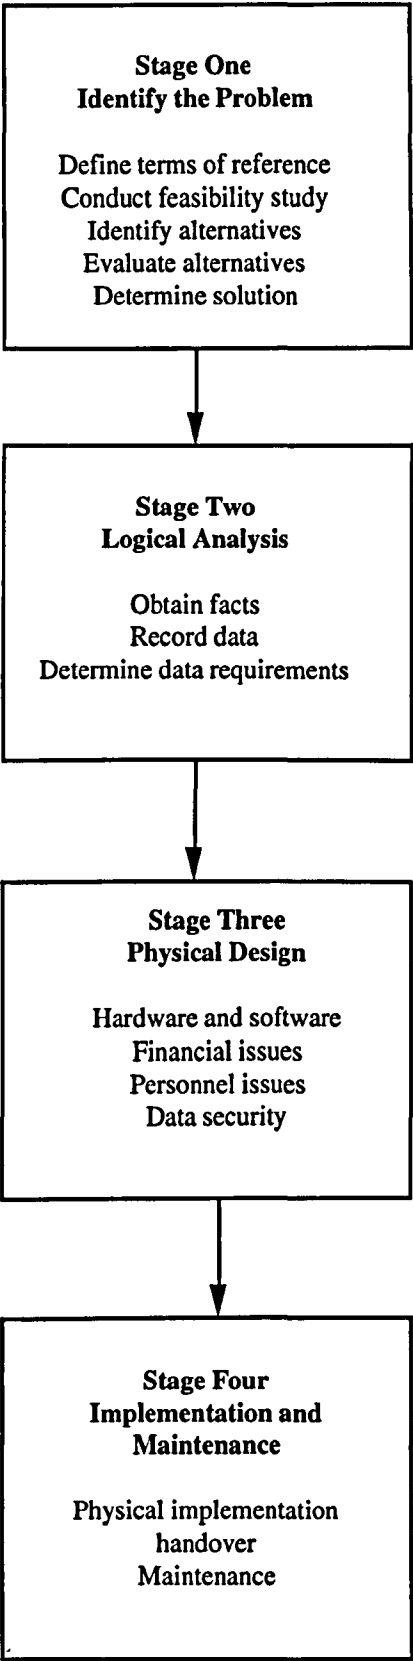 Stage One
Identify the Problem
Define terms of reference
Conduct feasibility study
Identify alternatives
Evaluate alternatives
Determine solution
Stage Two
Logical Analysis
Obtain facts
Record data
Determine data requirements
Stage Three
Physical Design
Hardware and software
Financial issues
Personnel issues
Data security
Stage Four
Implementation and
Maintenance
Physical implementation
handover
Maintenance